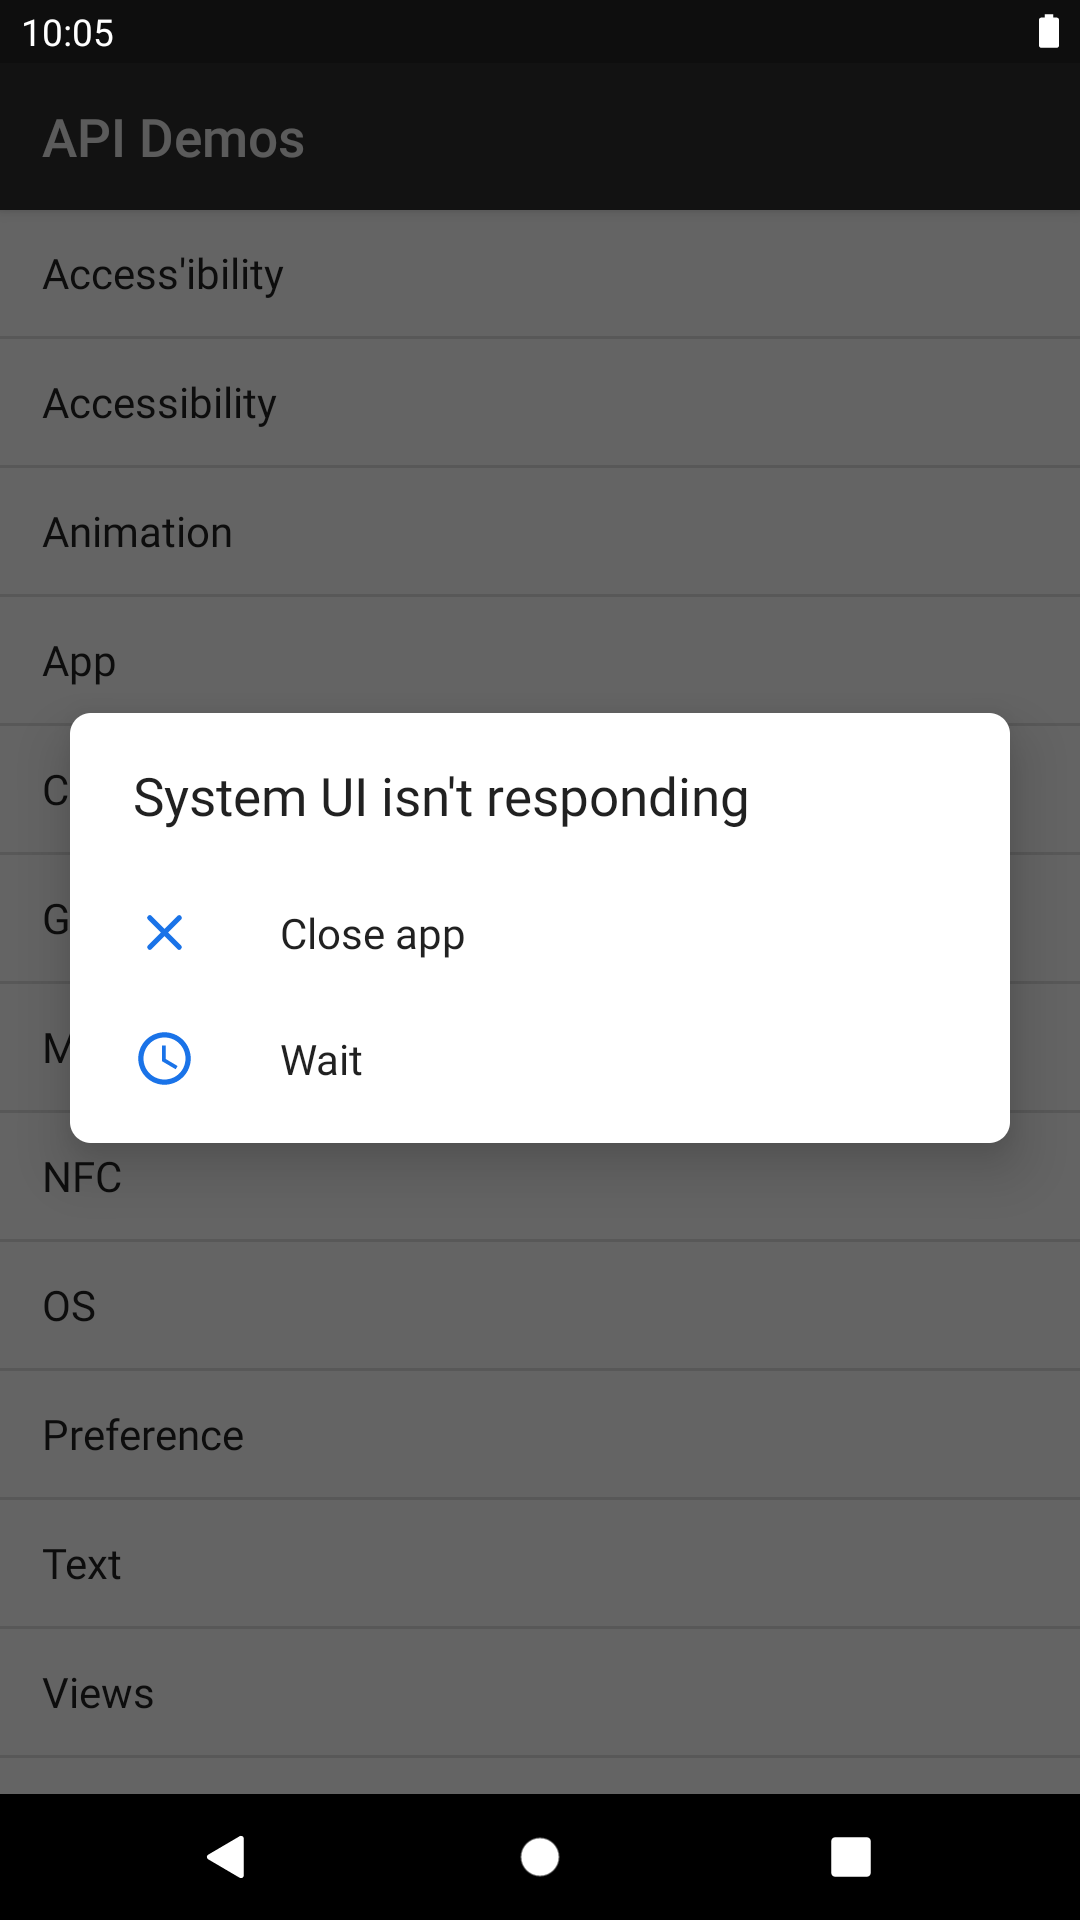 10:05
API Demos
Access'ibility
Accessibility
Animation
App
System UI isn't responding
Close app
Wait
NFC
OS
Preference
Text
Views